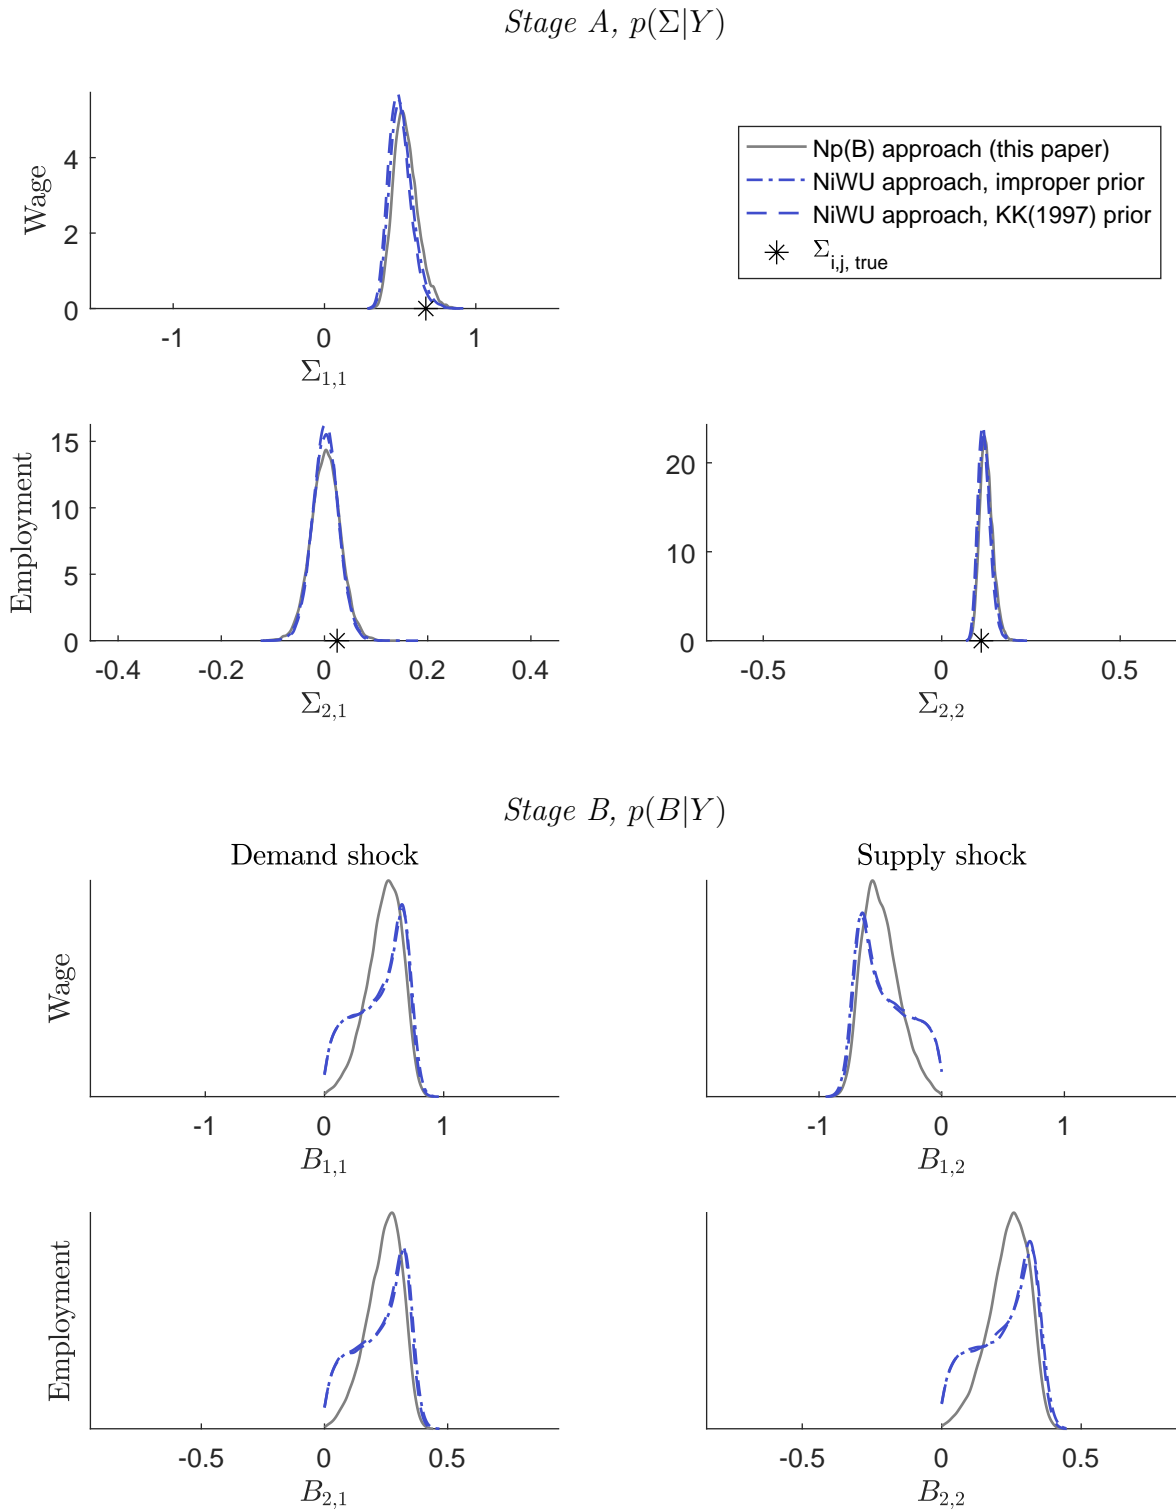 Stage A, p(Σ|Y)
Wage
4
2
0
-1
0
1
Σ1,1
Np(B) approach (this paper)
NiWU approach, improper prior
NiWU approach, KK(1997) prior
Σi,j, true
Employment
15
10
5
0
-0.4
-0.2
0
0.2
0.4
Σ2,1
20
10
0
-0.5
0
0.5
Σ2,2
Stage B, p(B|Y)
Demand shock
Supply shock
Wage
-1
0
1
B1,1
-1
0
1
B1,2
Employment
-0.5
0
0.5
B2,1
-0.5
0
0.5
B2,2